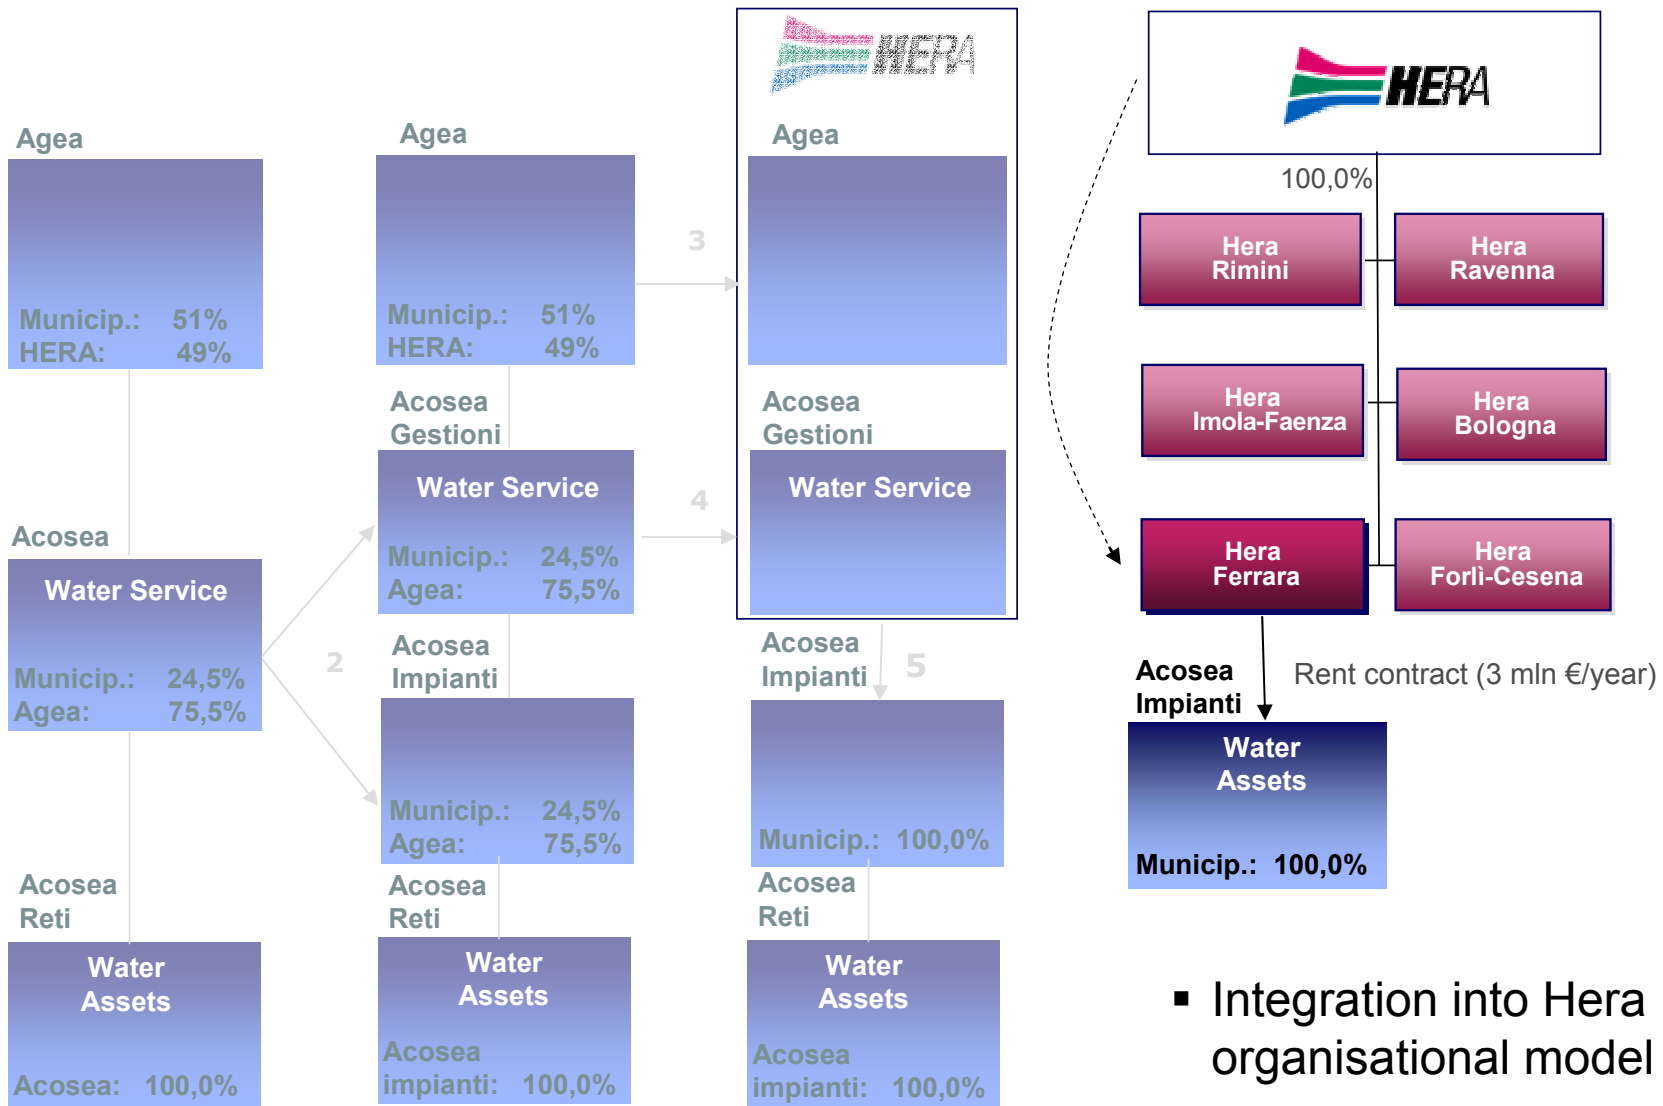 Agea
Municip.: 51%
HERA: 49%
Acosea
Water Service
Municip.: 24,5%
Agea: 75,5%
Acosea
Reti
Water
Assets
Acosea: 100,0%
2
Agea
Municip.: 51%
HERA: 49%
Acosea
Gestioni
Water Service
Municip.: 24,5%
Agea: 75,5%
Acosea
Impianti
Municip.: 24,5%
Agea: 75,5%
Acosea
Reti
Water
Assets
Acosea
impianti: 100,0%
3
4
HERA
Agea
Acosea
Gestioni
Water Service
Acosea
Impianti
5
Municip.: 100,0%
Acosea
Reti
Water
Assets
Acosea
impianti: 100,0%
HERA
100,0%
Hera
Rimini
Hera
Ravenna
Hera
Imola-Faenza
Hera
Bologna
Hera
Ferrara
Hera
Forlì-Cesena
Acosea
Impianti
Rent contract (3 mln €/year)
Water
Assets
Municip.: 100,0%
▪ Integration into Hera
organisational model